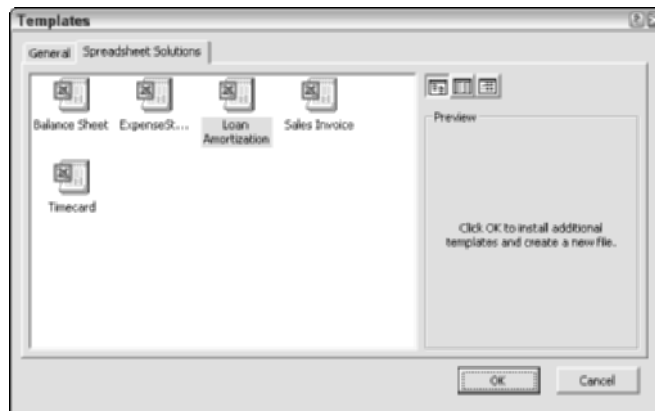 Templates
General
Spreadsheet Solutions
Balance Sheet
ExpenseSt...
Loan
Amortization
Sales Invoice
Timecard
Preview
Click OK to install additional
templates and create a new file.
OK
Cancel